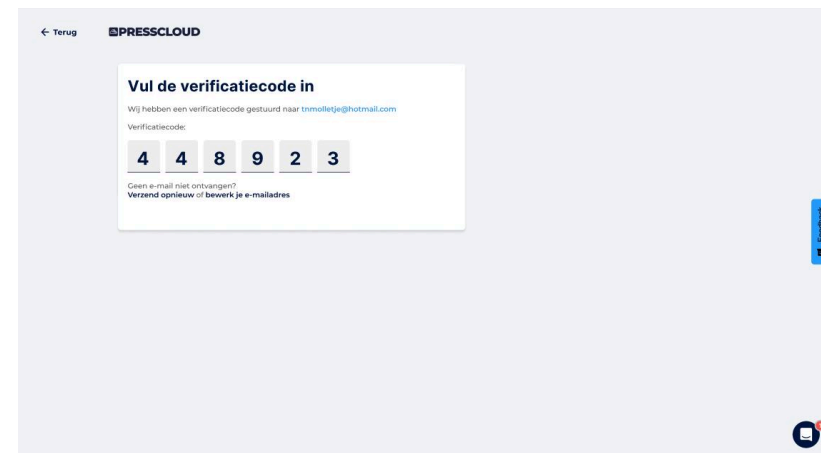 ← Terug
PRESSCLOUD
Vul de verificatiecode in
Wij hebben een verificatiecode gestuurd naar tnmolletje@hotmail.com
Verificatiecode:
4 4 8 9 2 3
Geen e-mail niet ontvangen?
Verzend opnieuw of bewerk je e-mailadres